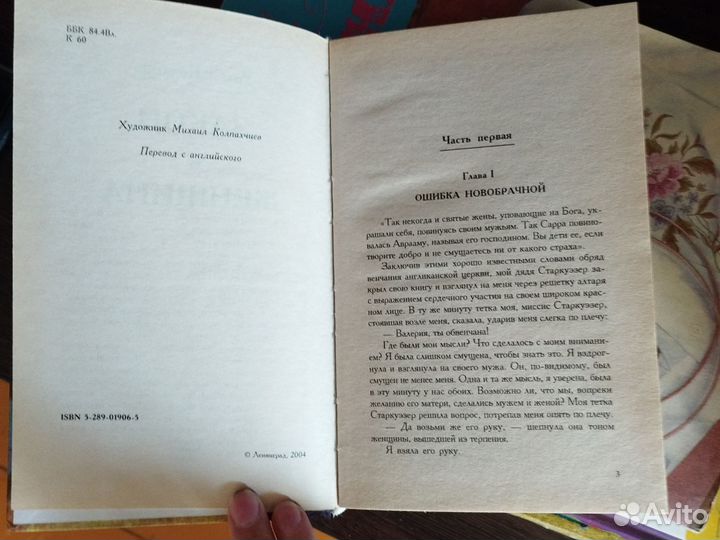 ББК 84.4Вл.
К 60
Художник Михаил Колпахчиев
Перевод с английского
ISBN 5-289-01906-5
© Лениздат, 2004
Часть первая
Глава I
ОШИБКА НОВОБРАЧНОЙ
«Так некогда и святые жены, уповающие на Бога, ук-
рашали себя, повинуясь своим мужьям. Так Сарра повино-
валась Аврааму, называя его господином. Вы дети ее, если
творите добро и не смущаетесь ни от какого страха».
Заключив этими хорошо известными словами обряд
венчания англиканской церкви, мой дядя Старкуэзер за-
крыл свою книгу и взглянул на меня через решетку алтаря
с выражением сердечного участия на своем широком крас-
ном лице. В ту же минуту тетка моя, миссис Старкуэзер,
стоявшая возле меня, сказала, ударив меня слегка по плечу:
— Валерия, ты обвенчана!
Где были мои мысли? Что сделалось с моим внимани-
ем? Я была слишком смущена, чтобы знать это. Я вздрог-
нула и взглянула на своего мужа. Он, по-видимому, был
смущен не менее меня. Одна и та же мысль, я уверена, была
в эту минуту у нас обоих. Возможно ли, что мы, вопреки
желанию его матери, сделались мужем и женой? Моя тетка
Старкуэзер решила вопрос, потрепав меня опять по плечу.
— Да возьми же его руку, — шепнула она тоном
женщины, вышедшей из терпения.
Я взяла его руку.
3
Avito